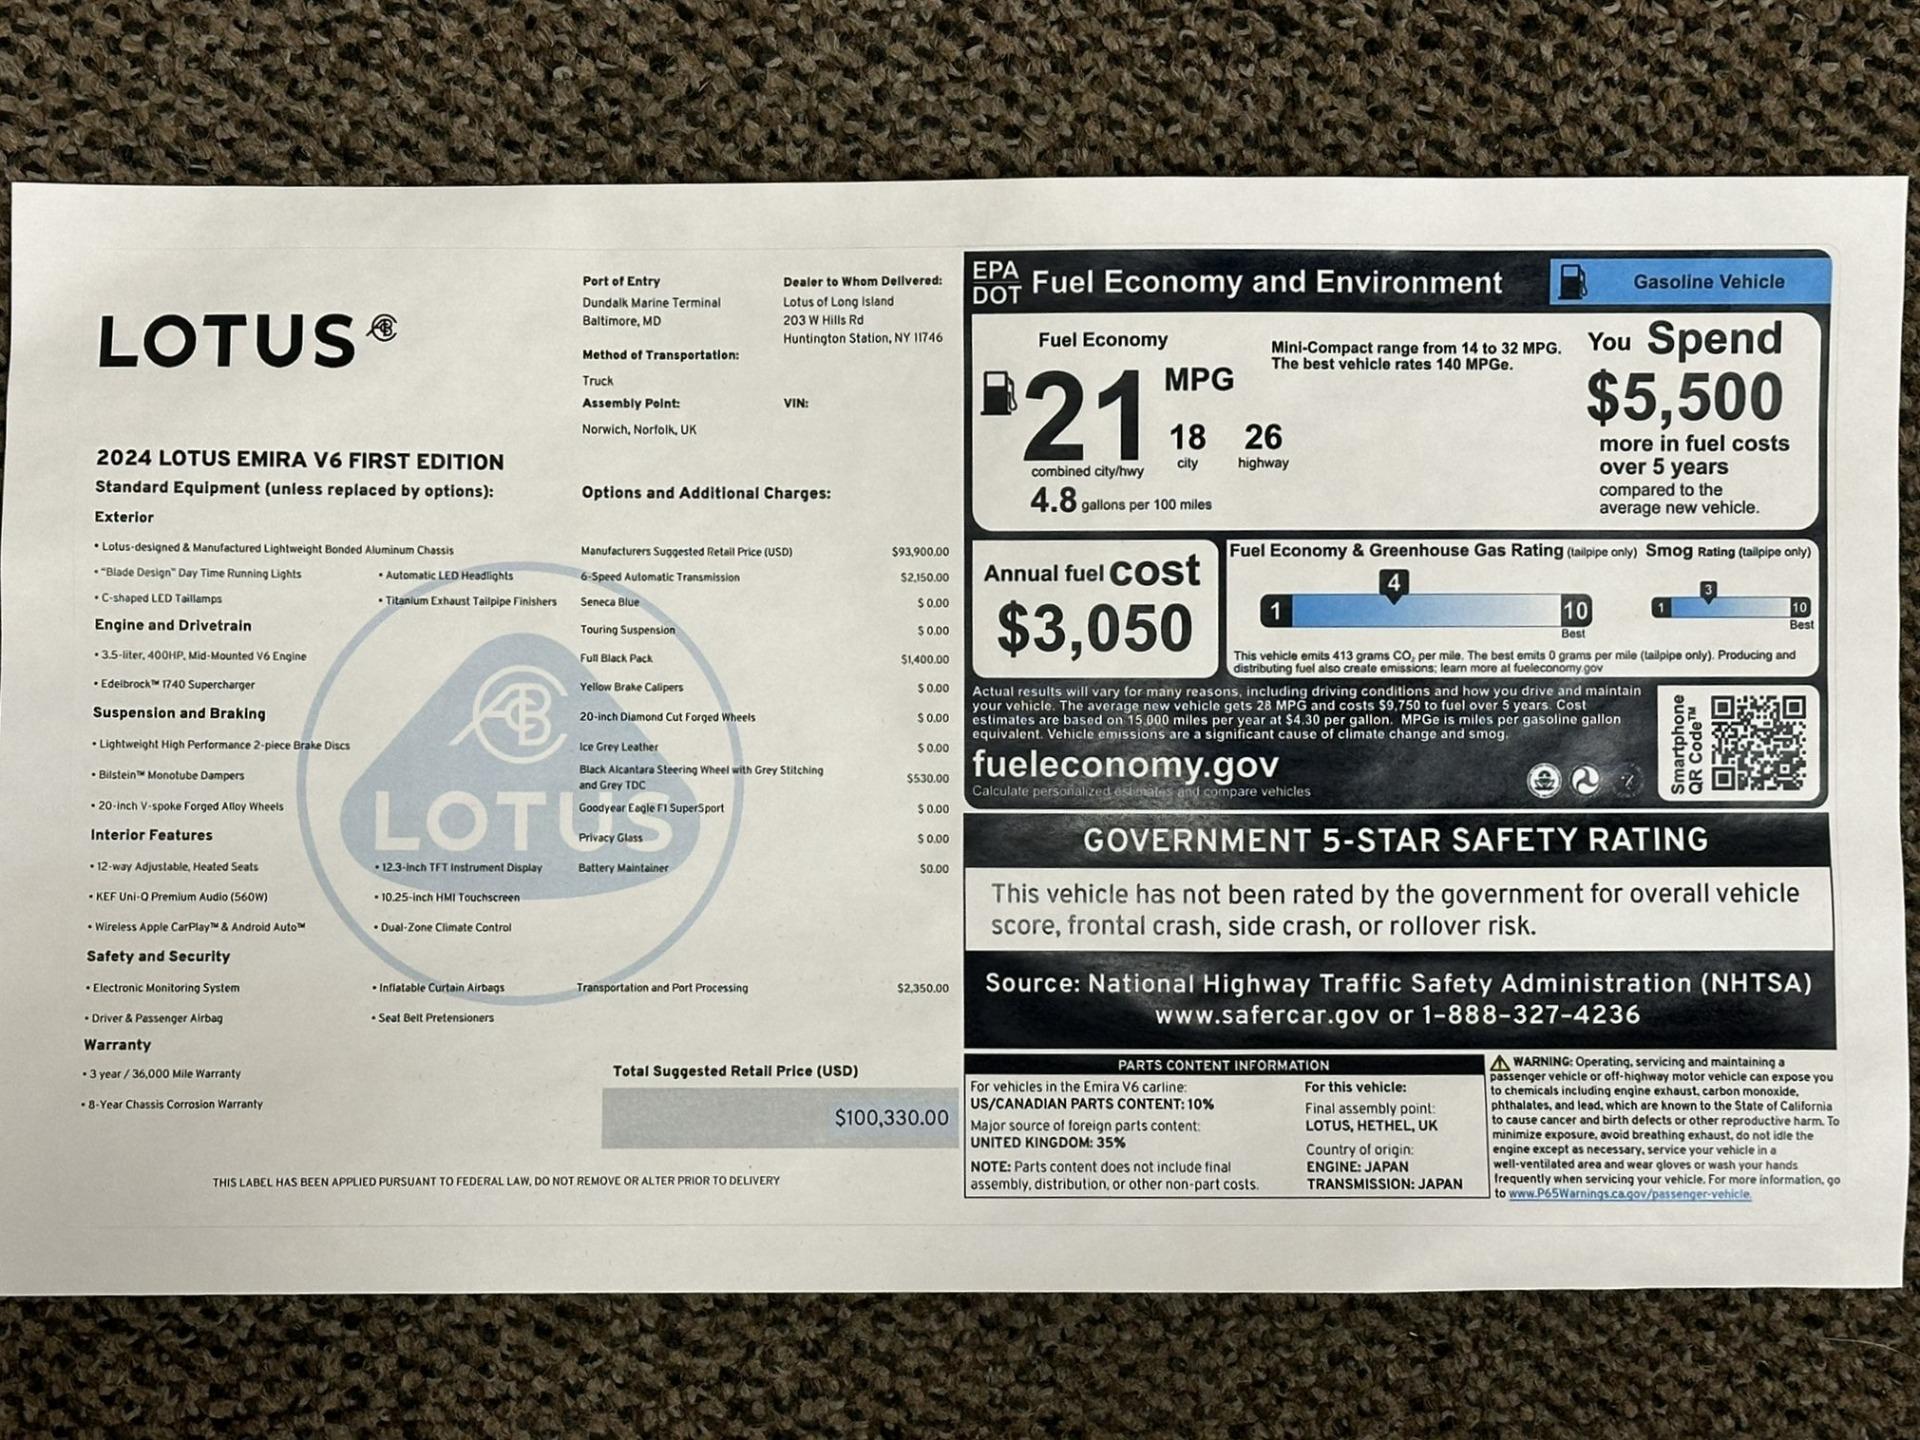 LOTUS
Port of Entry
Dundalk Marine Terminal
Baltimore, MD
Method of Transportation:
Truck
Assembly Point:
Norwich, Norfolk, UK
Dealer to Whom Delivered:
Lotus of Long Island
203 W Hills Rd
Huntington Station, NY 11746
VIN:
2024 LOTUS EMIRA V6 FIRST EDITION
Standard Equipment (unless replaced by options):
Exterior
• Lotus-designed & Manufactured Lightweight Bonded Aluminum Chassis
• "Blade Design" Day Time Running Lights
• Automatic LED Headlights
• C-shaped LED Taillamps
• Titanium Exhaust Tailpipe Finishers
Engine and Drivetrain
• 3.5-liter, 400HP, Mid-Mounted V6 Engine
• Edelbrock™ 1740 Supercharger
Suspension and Braking
• Lightweight High Performance 2-piece Brake Discs
• Bilstein™ Monotube Dampers
• 20-inch V-spoke Forged Alloy Wheels
Interior Features
• 12-way Adjustable, Heated Seats
• 12.3-inch TFT Instrument Display
• KEF Uni-Q Premium Audio (560W)
• 10.25-inch HMI Touchscreen
• Wireless Apple CarPlay™ & Android Auto™
• Dual-Zone Climate Control
Safety and Security
• Electronic Monitoring System
• Inflatable Curtain Airbags
• Driver & Passenger Airbag
• Seat Belt Pretensioners
Warranty
• 3 year / 36,000 Mile Warranty
• 8-Year Chassis Corrosion Warranty
Options and Additional Charges:
Manufacturers Suggested Retail Price (USD) $93,900.00
6-Speed Automatic Transmission $2,150.00
Seneca Blue $ 0.00
Touring Suspension $ 0.00
Full Black Pack $1,400.00
Yellow Brake Calipers $ 0.00
20-inch Diamond Cut Forged Wheels $ 0.00
Ice Grey Leather $ 0.00
Black Alcantara Steering Wheel with Grey Stitching
and Grey TDC $530.00
Goodyear Eagle F1 SuperSport $ 0.00
Privacy Glass $ 0.00
Battery Maintainer $0.00
Transportation and Port Processing $2,350.00
LOTUS
Total Suggested Retail Price (USD)
$100,330.00
THIS LABEL HAS BEEN APPLIED PURSUANT TO FEDERAL LAW, DO NOT REMOVE OR ALTER PRIOR TO DELIVERY
EPA
DOT
Fuel Economy and Environment
Gasoline Vehicle
Fuel Economy
21
MPG
18
city
26
highway
combined city/hwy
4.8 gallons per 100 miles
Mini-Compact range from 14 to 32 MPG.
The best vehicle rates 140 MPGe.
You Spend
$5,500
more in fuel costs
over 5 years
compared to the
average new vehicle.
Annual fuel cost
$3,050
Fuel Economy & Greenhouse Gas Rating (tailpipe only)
4
1
10
Best
Smog Rating (tailpipe only)
3
1
10
Best
This vehicle emits 413 grams CO2 per mile. The best emits 0 grams per mile (tailpipe only). Producing and
distributing fuel also create emissions; learn more at fueleconomy.gov
Actual results will vary for many reasons, including driving conditions and how you drive and maintain
your vehicle. The average new vehicle gets 28 MPG and costs $9,750 to fuel over 5 years. Cost
estimates are based on 15,000 miles per year at $4.30 per gallon. MPGe is miles per gasoline gallon
equivalent. Vehicle emissions are a significant cause of climate change and smog.
fueleconomy.gov
Calculate personalized estimates and compare vehicles
Smartphone
QR Code™
GOVERNMENT 5-STAR SAFETY RATING
This vehicle has not been rated by the government for overall vehicle
score, frontal crash, side crash, or rollover risk.
Source: National Highway Traffic Safety Administration (NHTSA)
www.safercar.gov or 1-888-327-4236
PARTS CONTENT INFORMATION
For vehicles in the Emira V6 carline:
US/CANADIAN PARTS CONTENT: 10%
Major source of foreign parts content:
UNITED KINGDOM: 35%
NOTE: Parts content does not include final
assembly, distribution, or other non-part costs.
For this vehicle:
Final assembly point:
LOTUS, HETHEL, UK
Country of origin:
ENGINE: JAPAN
TRANSMISSION: JAPAN
WARNING: Operating, servicing and maintaining a
passenger vehicle or off-highway motor vehicle can expose you
to chemicals including engine exhaust, carbon monoxide,
phthalates, and lead, which are known to the State of California
to cause cancer and birth defects or other reproductive harm. To
minimize exposure, avoid breathing exhaust, do not idle the
engine except as necessary, service your vehicle in a
well-ventilated area and wear gloves or wash your hands
frequently when servicing your vehicle. For more information, go
to www.P65Warnings.ca.gov/passenger-vehicle.